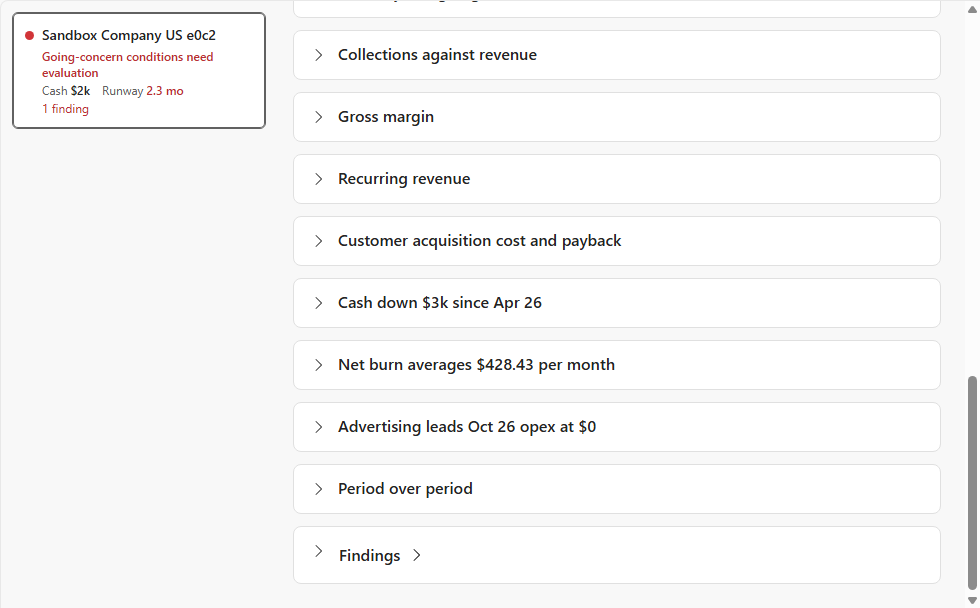 Sandbox Company US e0c2
Going-concern conditions need
evaluation
Cash $2k Runway 2.3 mo
1 finding
Collections against revenue
Gross margin
Recurring revenue
Customer acquisition cost and payback
Cash down $3k since Apr 26
Net burn averages $428.43 per month
Advertising leads Oct 26 opex at $0
Period over period
Findings